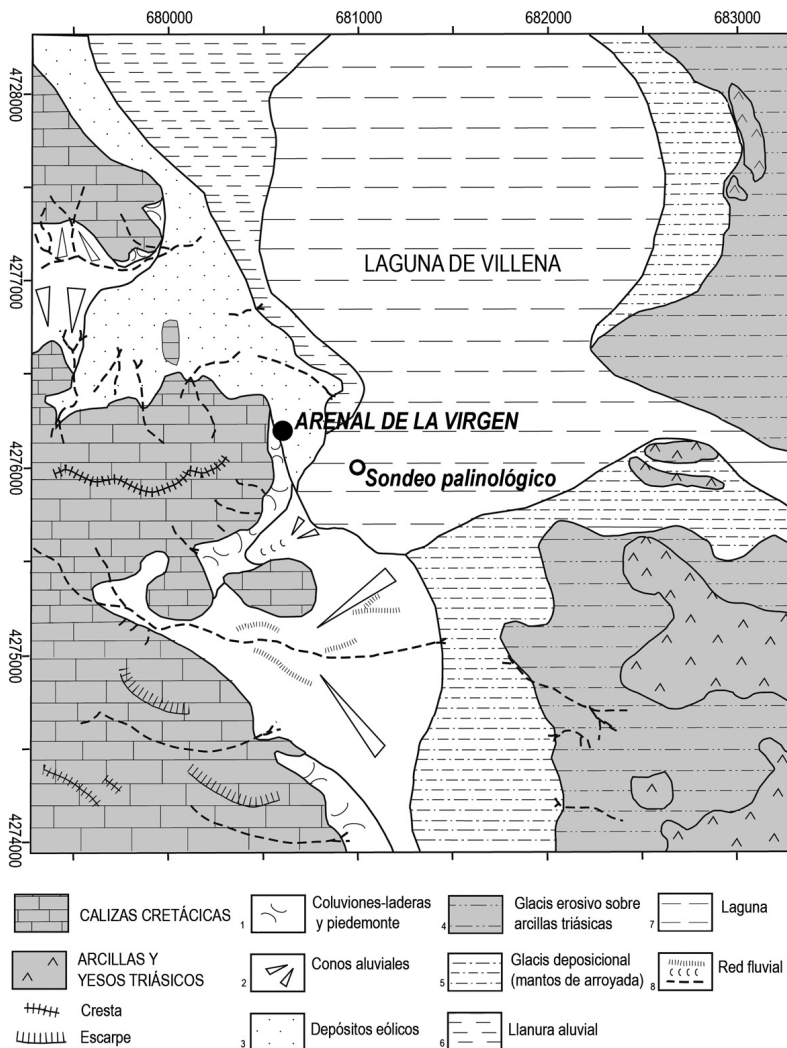 680000 681000 682000 683000
4728000
4277000
4276000
4275000
4274000
LAGUNA DE VILLENA
ARENAL DE LA VIRGEN
Sondeo palinológico
CALIZAS CRETÁCICAS
ARCILLAS Y
YESOS TRIÁSICOS
Cresta
Escarpe
1 Coluviones-laderas
y piedemonte
2 Conos aluviales
3 Depósitos eólicos
4 Glacis erosivo sobre
arcillas triásicas
5 Glacis deposicional
(mantos de arroyada)
6 Llanura aluvial
7 Laguna
8 Red fluvial